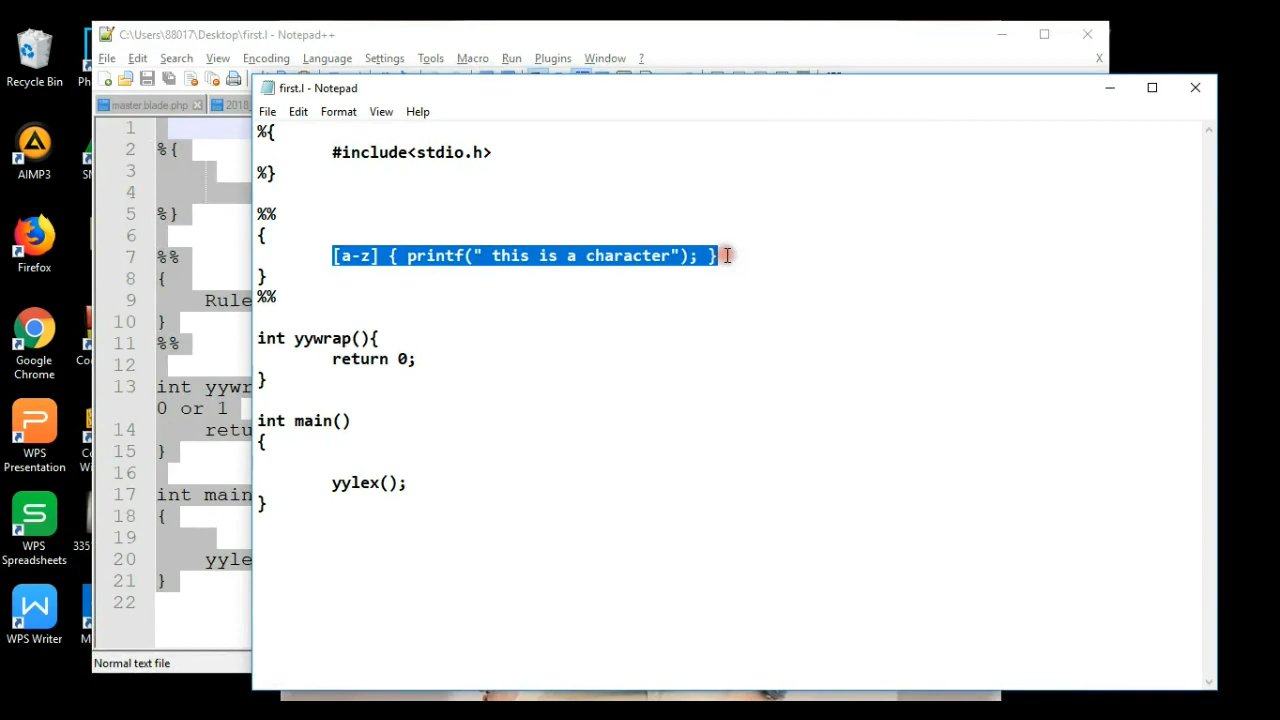 C:\Users\88017\Desktop\first.l - Notepad++
File Edit Search View Encoding Language Settings Tools Macro Run Plugins Window ? X
master.blade.php 2018
first.l - Notepad
File Edit Format View Help
%{
#include<stdio.h>
%}
%%
{
[a-z] { printf(" this is a character"); }
}
%%
int yywrap(){
return 0;
}
int main()
{
yylex();
}
1
2 %{
3
4
5 %}
6
7 %%
8 {
9 Rule
10 }
11 %%
12
13 int yywr
0 or 1
14 retu
15 }
16
17 int main
18 {
19
20 yyle
21 }
22
Normal text file
Recycle Bin
AIMP3
Firefox
Google
Chrome
WPS
Presentation
WPS
Spreadsheets
WPS Writer
335